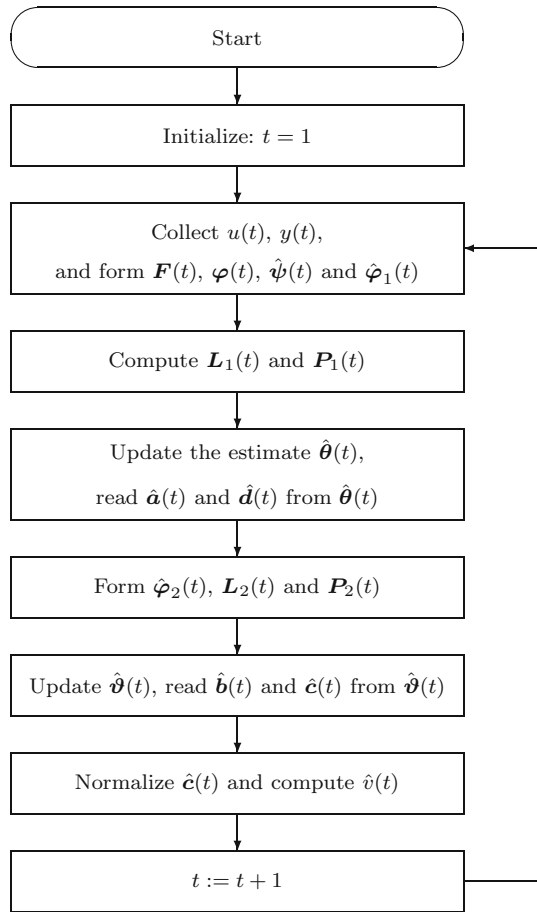 Start
Initialize: t = 1
Collect u(t), y(t),
and form F(t), φ(t), ψ̂(t) and φ̂₁(t)
Compute L₁(t) and P₁(t)
Update the estimate θ̂(t),
read â(t) and d̂(t) from θ̂(t)
Form φ̂₂(t), L₂(t) and P₂(t)
Update ϑ̂(t), read b̂(t) and ĉ(t) from ϑ̂(t)
Normalize ĉ(t) and compute v̂(t)
t := t + 1